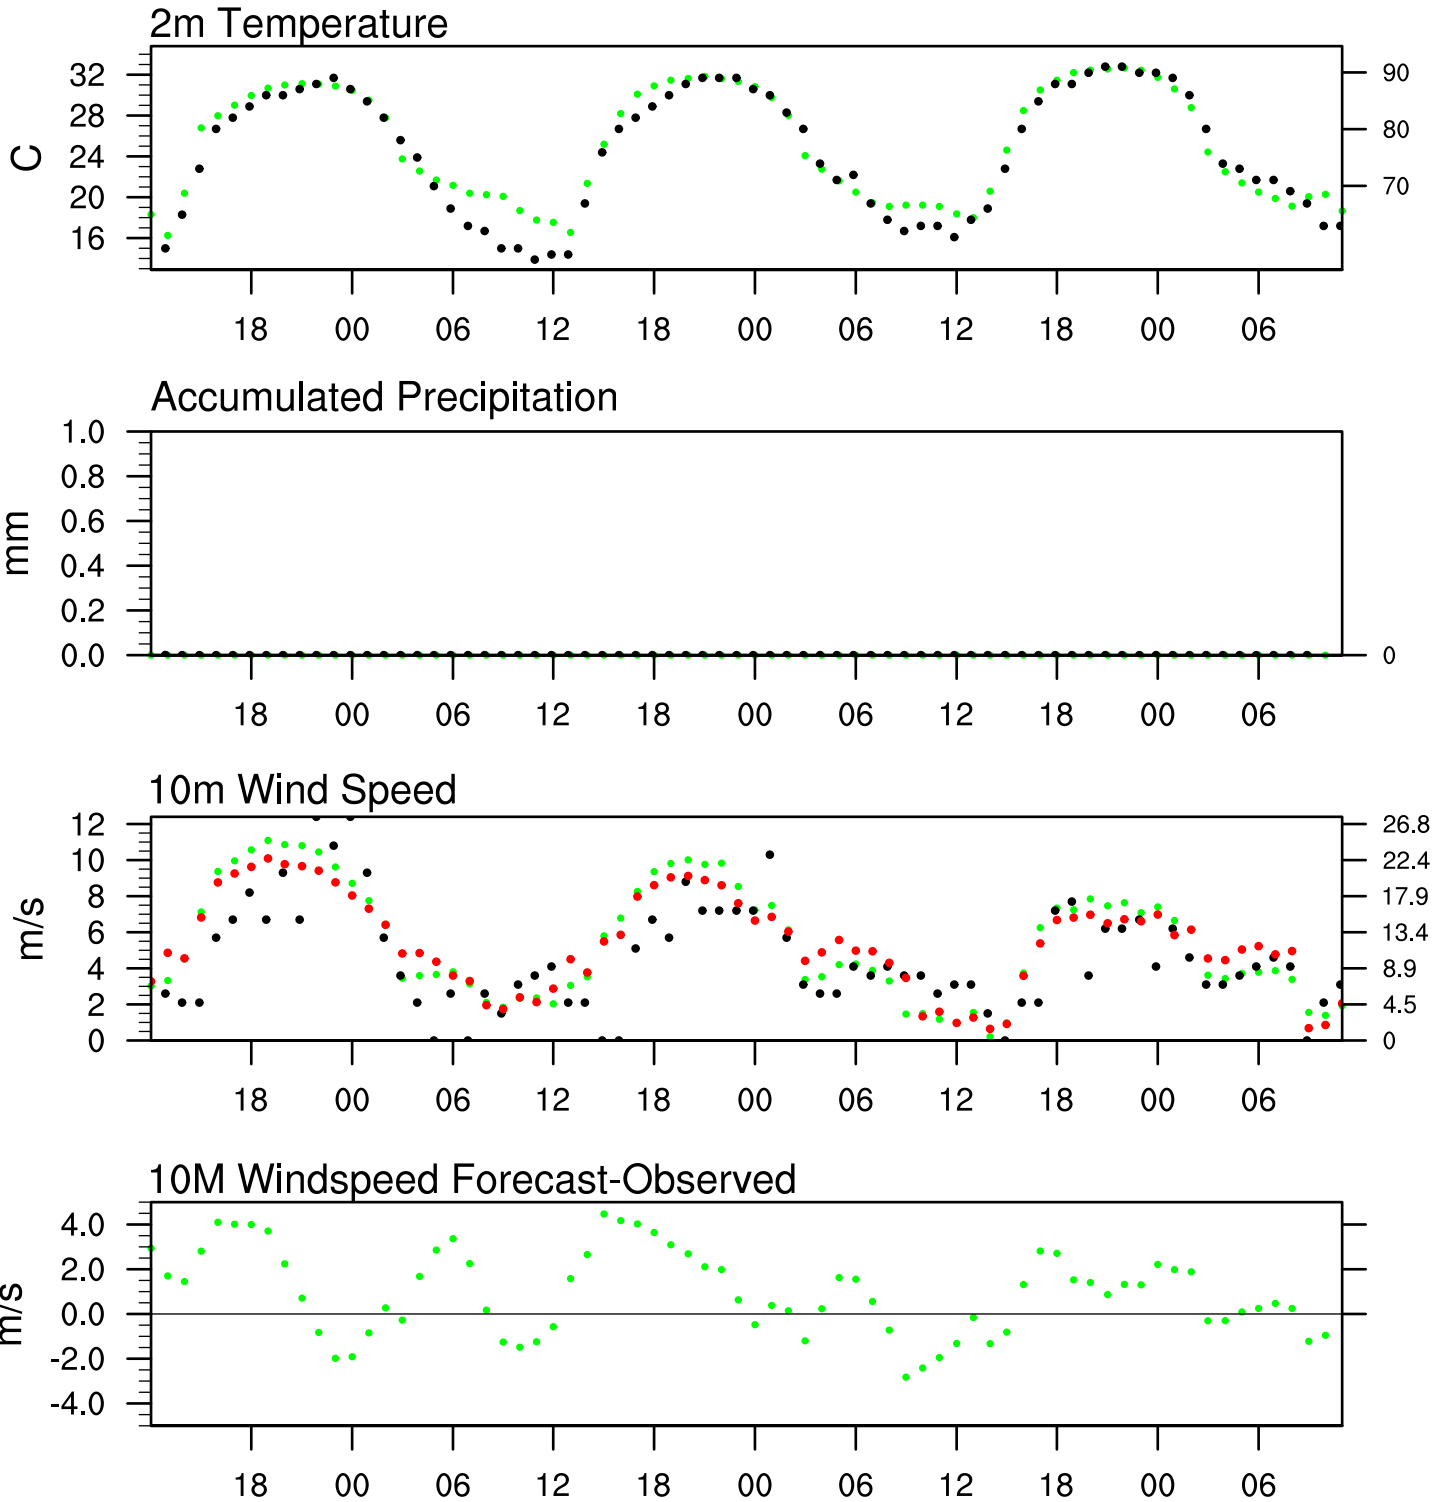 2m Temperature
C
32
28
24
20
16
90
80
70
18 00 06 12 18 00 06 12 18 00 06
Accumulated Precipitation
mm
1.0
0.8
0.6
0.4
0.2
0.0
0
18 00 06 12 18 00 06 12 18 00 06
10m Wind Speed
m/s
12
10
8
6
4
2
0
26.8
22.4
17.9
13.4
8.9
4.5
0
18 00 06 12 18 00 06 12 18 00 06
10M Windspeed Forecast-Observed
m/s
4.0
2.0
0.0
-2.0
-4.0
18 00 06 12 18 00 06 12 18 00 06